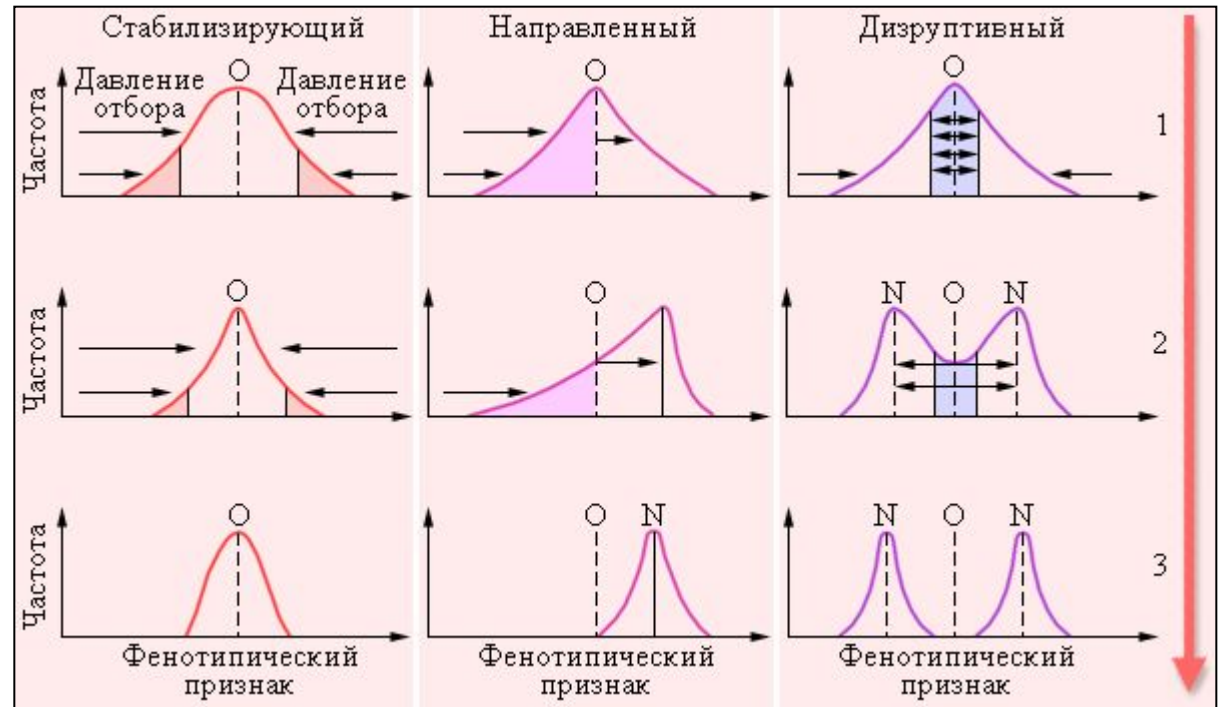 Стабилизирующий
Направленный
Дизруптивный
Давление отбора
O
Давление отбора
O
O
Частота
1
O
O
N O N
Частота
2
O
O N
N O N
Частота
3
Фенотипический признак
Фенотипический признак
Фенотипический признак